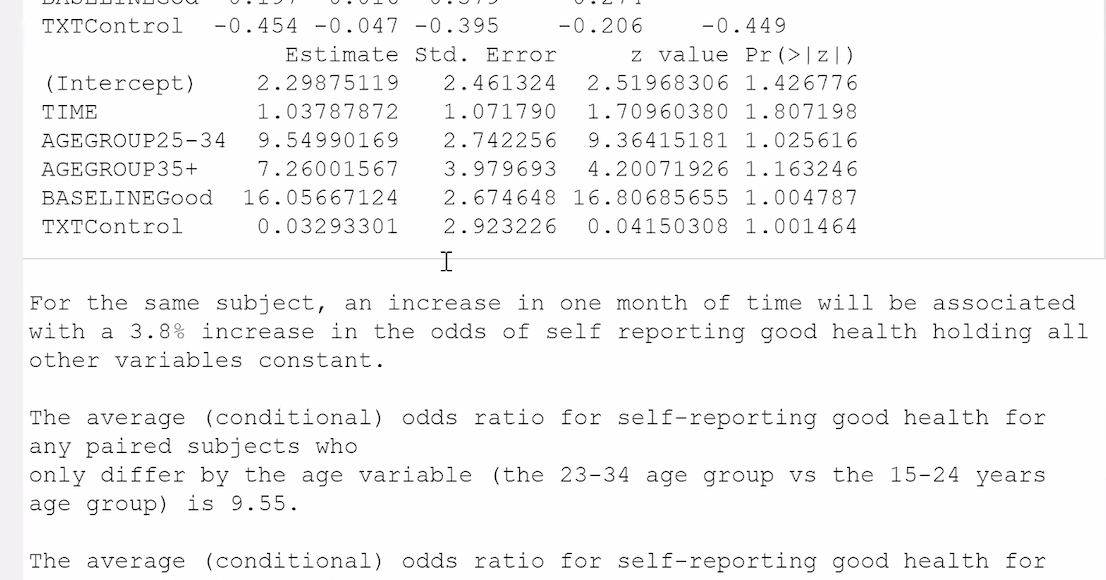 TXTControl -0.454 -0.047 -0.395 -0.206 -0.449
Estimate Std. Error z value Pr(>|z|)
(Intercept) 2.29875119 2.461324 2.51968306 1.426776
TIME 1.03787872 1.071790 1.70960380 1.807198
AGEGROUP25-34 9.54990169 2.742256 9.36415181 1.025616
AGEGROUP35+ 7.26001567 3.979693 4.20071926 1.163246
BASELINEGood 16.05667124 2.674648 16.80685655 1.004787
TXTControl 0.03293301 2.923226 0.04150308 1.001464
For the same subject, an increase in one month of time will be associated
with a 3.8% increase in the odds of self reporting good health holding all
other variables constant.
The average (conditional) odds ratio for self-reporting good health for
any paired subjects who
only differ by the age variable (the 23-34 age group vs the 15-24 years
age group) is 9.55.
The average (conditional) odds ratio for self-reporting good health for